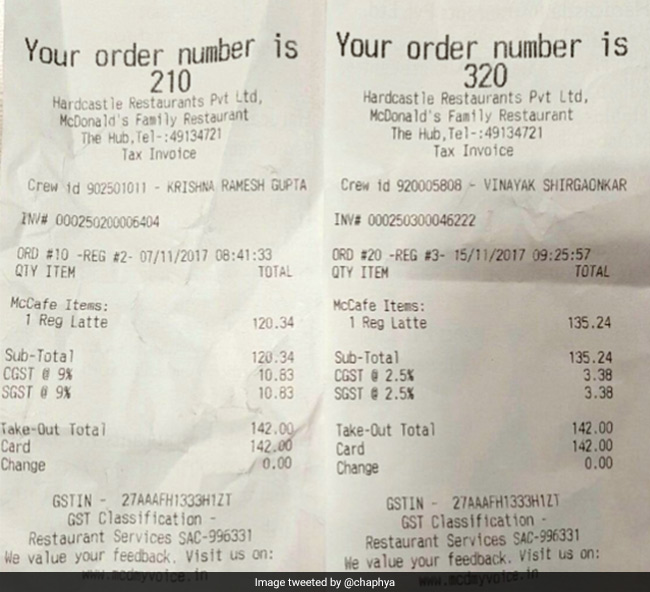 Your order number is
210
Hardcastle Restaurants Pvt Ltd,
McDonald's Family Restaurant
The Hub,Tel-:49134721
Tax Invoice
Crew id 902501011 - KRISHNA RAMESH GUPTA
INV# 000250200006404
ORD #10 -REG #2- 07/11/2017 08:41:33
QTY ITEM TOTAL
McCafe Items:
1 Reg Latte 120.34
Sub-Total 120.34
CGST @ 9% 10.83
SGST @ 9% 10.83
Take-Out Total 142.00
Card 142.00
Change 0.00
GSTIN - 27AAAFH1333H1ZT
GST Classification -
Restaurant Services SAC-996331
We value your feedback. Visit us on:
www.mcdmyvoice.in
Your order number is
320
Hardcastle Restaurants Pvt Ltd,
McDonald's Family Restaurant
The Hub,Tel-:49134721
Tax Invoice
Crew id 920005808 - VINAYAK SHIRGAONKAR
INV# 000250300046222
ORD #20 -REG #3- 15/11/2017 09:25:57
QTY ITEM TOTAL
McCafe Items:
1 Reg Latte 135.24
Sub-Total 135.24
CGST @ 2.5% 3.38
SGST @ 2.5% 3.38
Take-Out Total 142.00
Card 142.00
Change 0.00
GSTIN - 27AAAFH1333H1ZT
GST Classification -
Restaurant Services SAC-996331
We value your feedback. Visit us on:
www.mcdmyvoice.in
Image tweeted by @chaphya